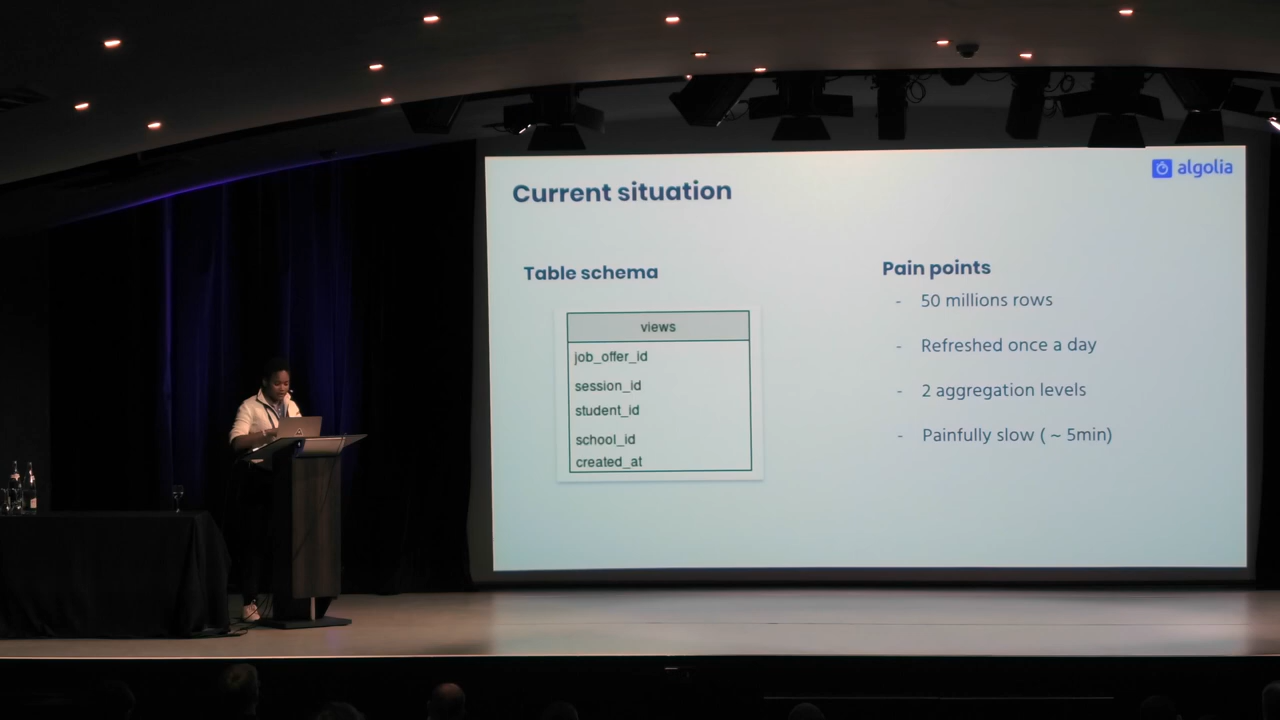 algolia
Current situation
Table schema
views
job_offer_id
session_id
student_id
school_id
created_at
Pain points
- 50 millions rows
- Refreshed once a day
- 2 aggregation levels
- Painfully slow ( ~ 5min)